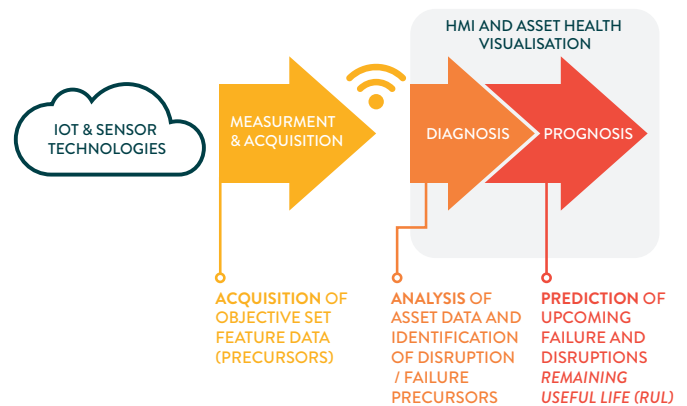 HMI AND ASSET HEALTH
VISUALISATION
IOT & SENSOR
TECHNOLOGIES
MEASURMENT
& ACQUISITION
DIAGNOSIS
PROGNOSIS
ACQUISITION OF
OBJECTIVE SET
FEATURE DATA
(PRECURSORS)
ANALYSIS OF
ASSET DATA AND
IDENTIFICATION
OF DISRUPTION
/ FAILURE
PRECURSORS
PREDICTION OF
UPCOMING
FAILURE AND
DISRUPTIONS
REMAINING
USEFUL LIFE (RUL)